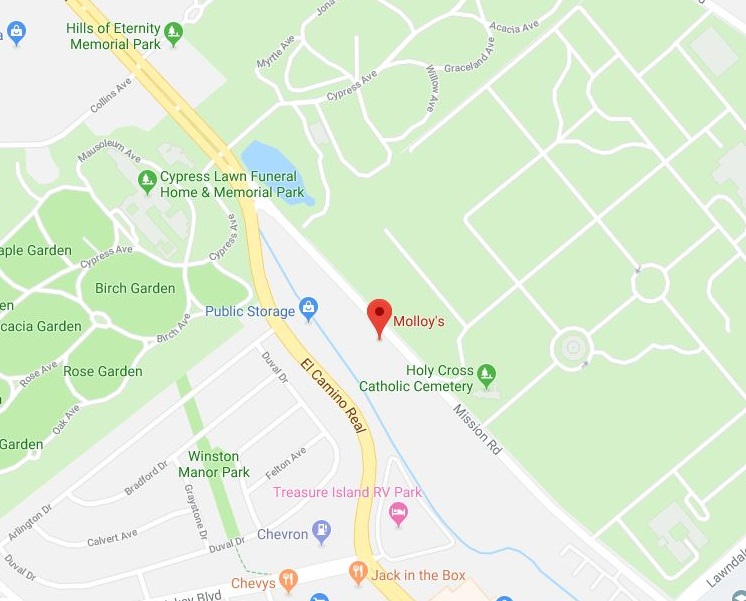 Hills of Eternity
Memorial Park
Myrtle Ave
Acacia Ave
Graceland Ave
Willow Ave
Cypress Ave
Collins Ave
Mausoleum Ave
Cypress Lawn Funeral
Home & Memorial Park
Cypress Ave
aple Garden
Cypress Ave
Birch Garden
en
cacia Garden
Birch Ave
Public Storage
Molloy's
Rose Ave
Rose Garden
Duval Dr
El Camino Real
Holy Cross
Catholic Cemetery
Oak Ave
Garden
Mission Rd
Winston
Manor Park
Bradford Dr
Felton Ave
Graystone Dr
Treasure Island RV Park
Arlington Dr
Calvert Ave
Chevron
Duval Dr
Duval Dr
Jack in the Box
Chevys
Blvd